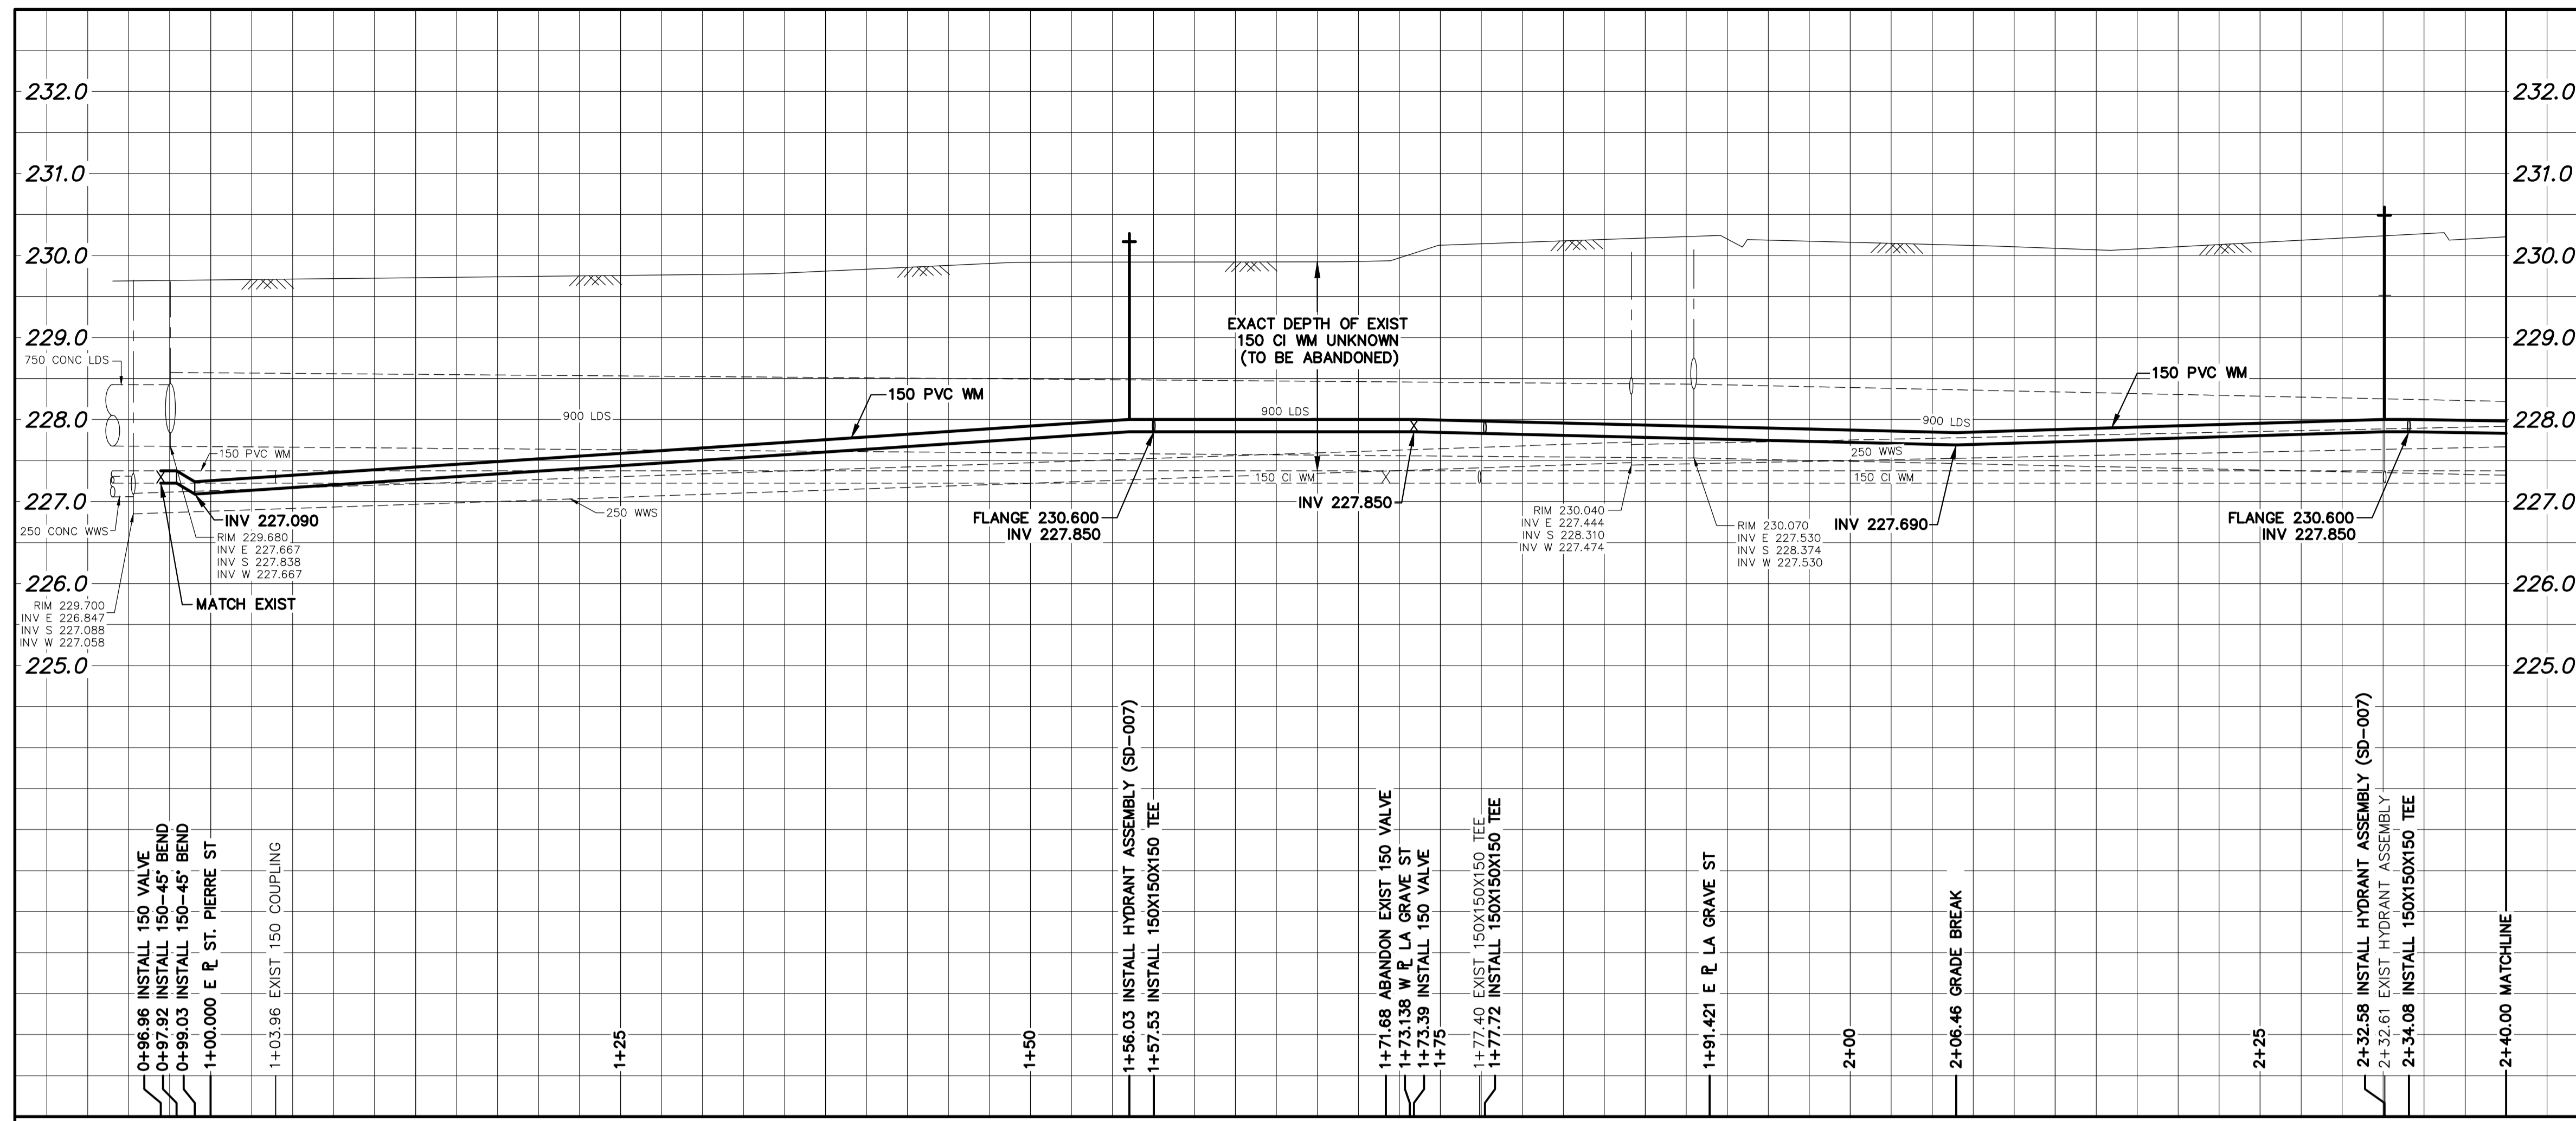 232.0
232.0
231.0
231.0
230.0
230.0
229.0
229.0
228.0
228.0
227.0
227.0
226.0
226.0
225.0
225.0
750 CONC LDS
250 CONC WWS
RIM 229.700
INV E 226.847
INV S 227.088
INV W 227.058
150 PVC WM
INV 227.090
RIM 229.680
INV E 227.667
INV S 227.838
INV W 227.667
MATCH EXIST
900 LDS
250 WWS
150 PVC WM
FLANGE 230.600
INV 227.850
EXACT DEPTH OF EXIST
150 CI WM UNKNOWN
(TO BE ABANDONED)
900 LDS
150 CI WM
INV 227.850
RIM 230.040
INV E 227.444
INV S 228.310
INV W 227.474
RIM 230.070
INV E 227.530
INV S 228.374
INV W 227.530
INV 227.690
900 LDS
250 WWS
150 CI WM
150 PVC WM
FLANGE 230.600
INV 227.850
0+96.96 INSTALL 150 VALVE
0+97.92 INSTALL 150-45° BEND
0+99.03 INSTALL 150-45° BEND
1+00.000 E PL ST. PIERRE ST
1+03.96 EXIST 150 COUPLING
1+25
1+50
1+56.03 INSTALL HYDRANT ASSEMBLY (SD-007)
1+57.53 INSTALL 150X150X150 TEE
1+71.68 ABANDON EXIST 150 VALVE
1+73.138 W PL LA GRAVE ST
1+73.39 INSTALL 150 VALVE
1+75
1+77.40 EXIST 150X150X150 TEE
1+77.72 INSTALL 150X150X150 TEE
1+91.421 E PL LA GRAVE ST
2+00
2+06.46 GRADE BREAK
2+25
2+32.58 INSTALL HYDRANT ASSEMBLY (SD-007)
2+32.61 EXIST HYDRANT ASSEMBLY
2+34.08 INSTALL 150X150X150 TEE
2+40.00 MATCHLINE